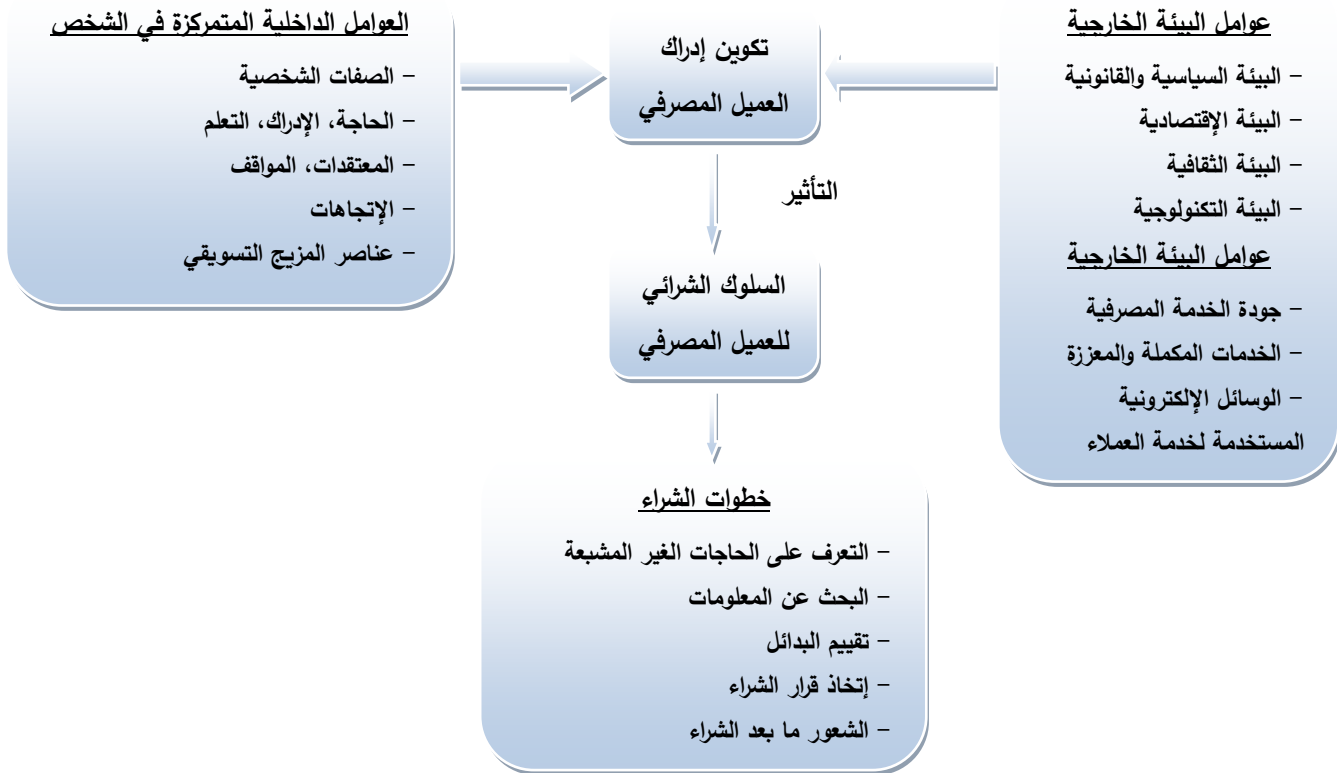 عوامل البيئة الخارجية
- البيئة السياسية والقانونية
- البيئة الإقتصادية
- البيئة الثقافية
- البيئة التكنولوجية
عوامل البيئة الخارجية
- جودة الخدمة المصرفية
- الخدمات المكملة والمعززة
- الوسائل الإلكترونية
المستخدمة لخدمة العملاء
تكوين إدراك
العميل المصرفي
العوامل الداخلية المتمركزة في الشخص
- الصفات الشخصية
- الحاجة، الإدراك، التعلم
- المعتقدات، المواقف
- الإتجاهات
- عناصر المزيج التسويقي
التأثير
السلوك الشرائي
للعميل المصرفي
خطوات الشراء
- التعرف على الحاجات الغير المشبعة
- البحث عن المعلومات
- تقييم البدائل
- إتخاذ قرار الشراء
- الشعور ما بعد الشراء